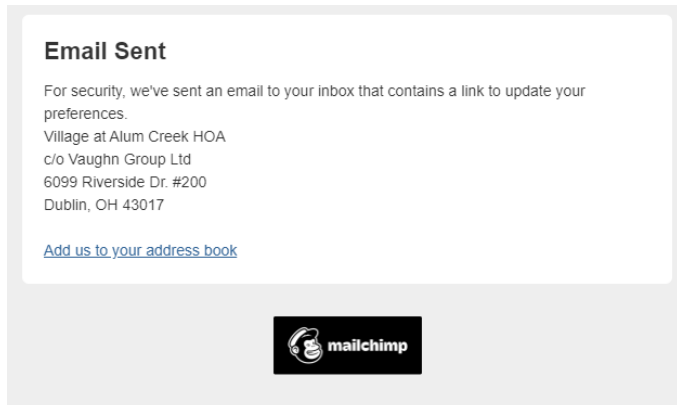 Email Sent
For security, we've sent an email to your inbox that contains a link to update your
preferences.
Village at Alum Creek HOA
c/o Vaughn Group Ltd
6099 Riverside Dr. #200
Dublin, OH 43017
Add us to your address book
mailchimp